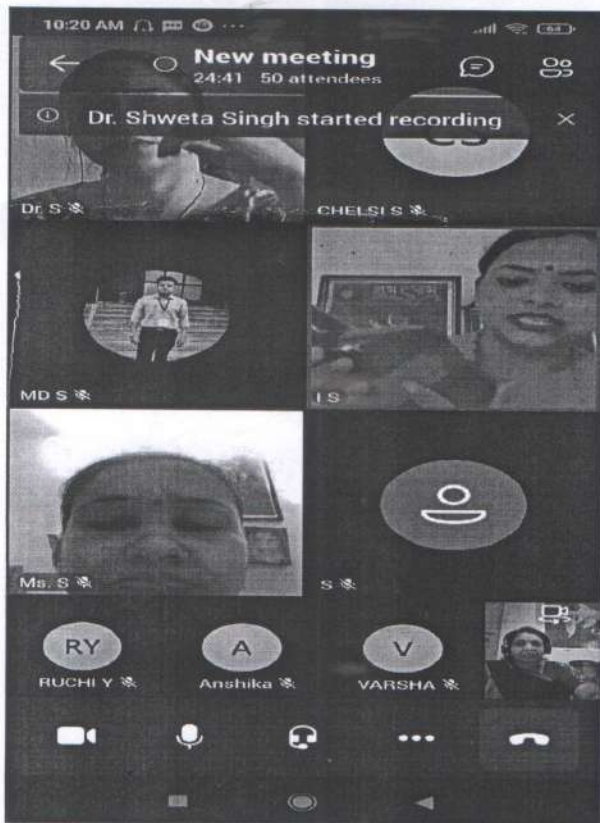 10:20 AM ...
64
New meeting
24:41 50 attendees
Dr. Shweta Singh started recording
Dr. S
CHELSI S
MD S
I S
Ms. S
S
RY
A
V
RUCHI Y
Anshika
VARSHA